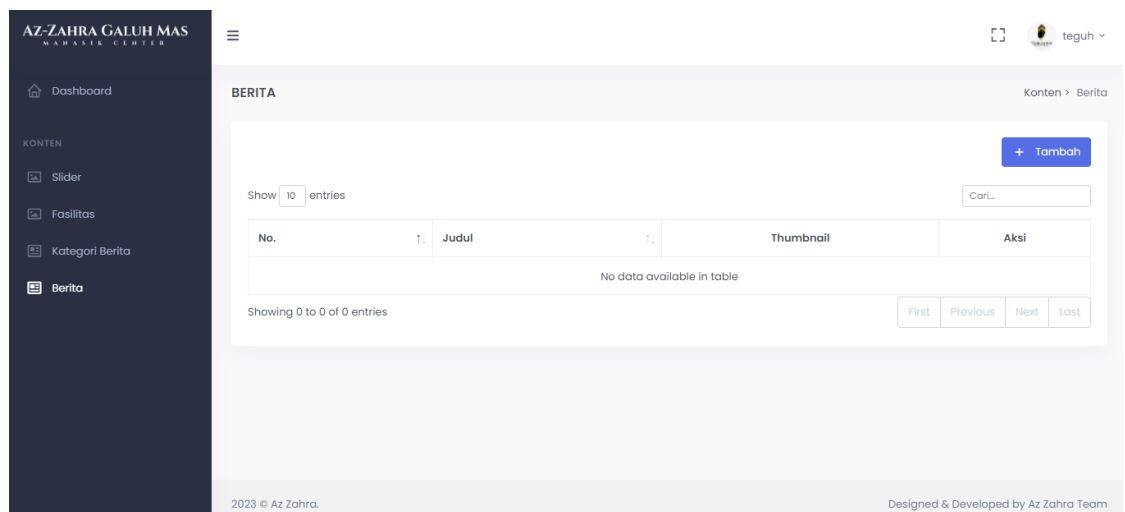 AZ-ZAHRA GALUH MAS
MANASIK CENTER
teguh
Dashboard
BERITA
Konten > Berita
KONTEN
+ Tambah
Slider
Show 10 entries
Cari...
Fasilitas
No. Judul Thumbnail Aksi
Kategori Berita
No data available in table
Berita
Showing 0 to 0 of 0 entries
First Previous Next Last
2023 © Az Zahra.
Designed & Developed by Az Zahra Team